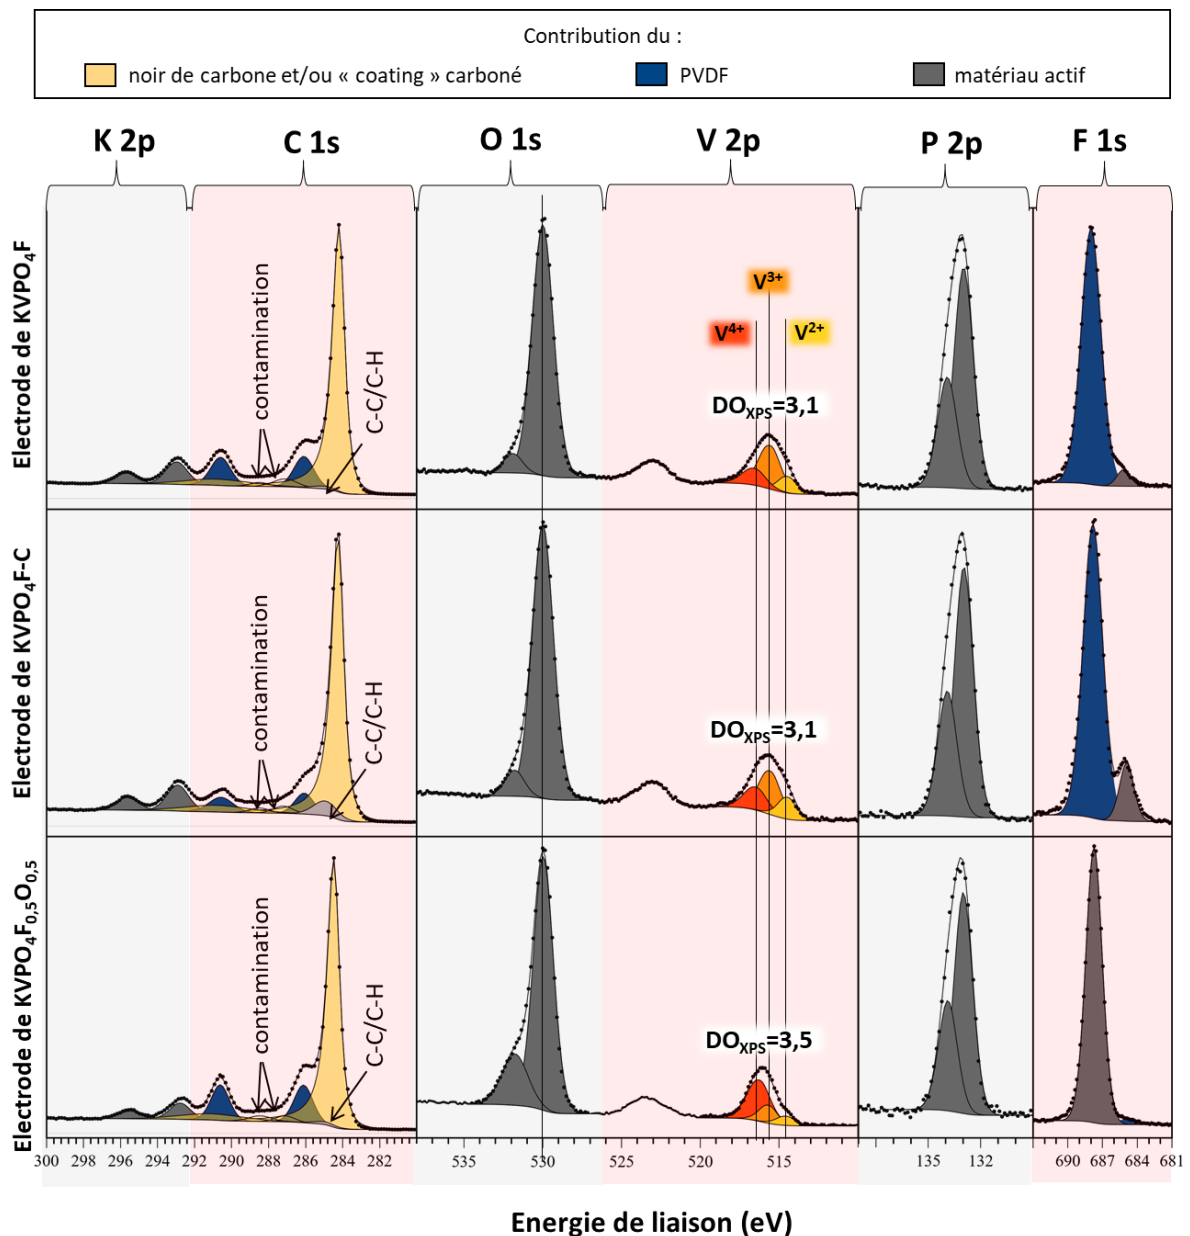 Contribution du :
noir de carbone et/ou « coating » carboné
PVDF
matériau actif
K 2p
C 1s
O 1s
V 2p
P 2p
F 1s
Electrode de KVPO₄F
contamination
C-C/C-H
V⁴⁺
V³⁺
V²⁺
DOXPS=3,1
Electrode de KVPO₄F-C
contamination
C-C/C-H
DOXPS=3,1
Electrode de KVPO₄F₀,₅O₀,₅
contamination
C-C/C-H
DOXPS=3,5
300 298 296 294 292 290 288 286 284 282
535 530
525 520 515
135 132
690 687 684 681
Energie de liaison (eV)